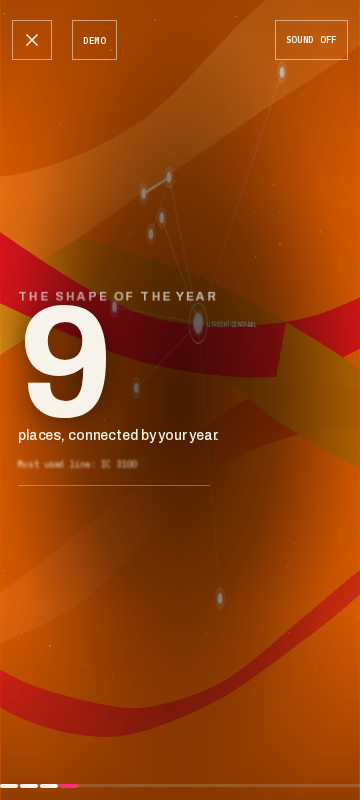 DEMO
SOUND OFF
THE SHAPE OF THE YEAR
9
UTRECHT CENTRAAL
places, connected by your year.
Most used line: IC 3100